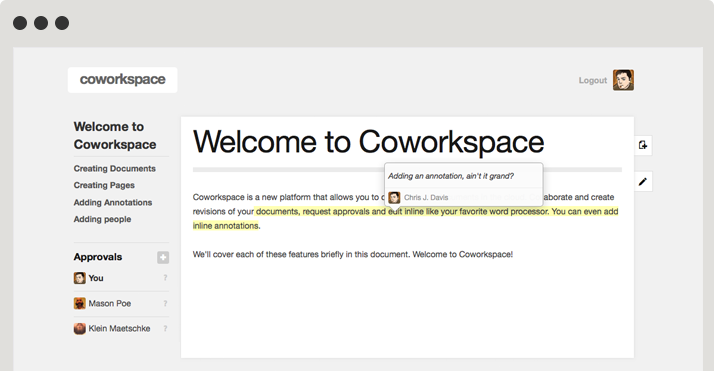 coworkspace
Logout
Welcome to
Coworkspace
Creating Documents
Creating Pages
Adding Annotations
Adding people
Approvals
You ?
Mason Poe ?
Klein Maetschke ?
Welcome to Coworkspace
Adding an annotation, ain't it grand?
Chris J. Davis
Coworkspace is a new platform that allows you to aborate and create
revisions of your documents, request approvals and edit inline like your favorite word processor. You can even add
inline annotations.
We'll cover each of these features briefly in this document. Welcome to Coworkspace!